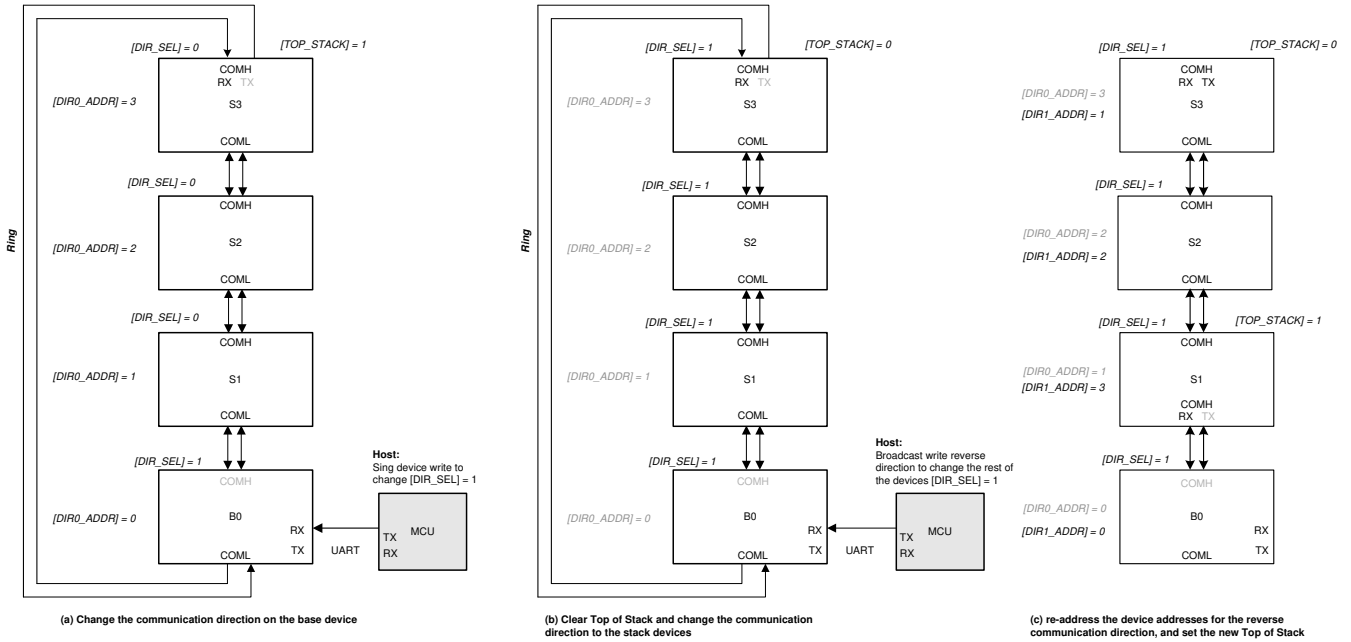 [DIR_SEL] = 0
[TOP_STACK] = 1
COMH
RX TX
[DIR0_ADDR] = 3
S3
COML
[DIR_SEL] = 0
COMH
Ring
[DIR0_ADDR] = 2
S2
COML
[DIR_SEL] = 0
COMH
[DIR0_ADDR] = 1
S1
COML
[DIR_SEL] = 1
COMH
[DIR0_ADDR] = 0
B0
RX
TX
COML
UART
Host:
Sing device write to
change [DIR_SEL] = 1
TX
RX
MCU
(a) Change the communication direction on the base device
[DIR_SEL] = 1
[TOP_STACK] = 0
COMH
RX TX
[DIR0_ADDR] = 3
S3
COML
[DIR_SEL] = 1
COMH
Ring
[DIR0_ADDR] = 2
S2
COML
[DIR_SEL] = 1
COMH
[DIR0_ADDR] = 1
S1
COML
[DIR_SEL] = 1
COMH
[DIR0_ADDR] = 0
B0
RX
TX
COML
UART
Host:
Broadcast write reverse
direction to change the rest of
the devices [DIR_SEL] = 1
TX
RX
MCU
(b) Clear Top of Stack and change the communication
direction to the stack devices
[DIR_SEL] = 1
[TOP_STACK] = 0
COMH
RX TX
[DIR0_ADDR] = 3
[DIR1_ADDR] = 1
S3
COML
[DIR_SEL] = 1
COMH
[DIR0_ADDR] = 2
[DIR1_ADDR] = 2
S2
COML
[DIR_SEL] = 1
[TOP_STACK] = 1
COMH
[DIR0_ADDR] = 1
[DIR1_ADDR] = 3
S1
COMH
RX TX
[DIR_SEL] = 1
COMH
[DIR0_ADDR] = 0
[DIR1_ADDR] = 0
B0
RX
TX
COML
(c) re-address the device addresses for the reverse
communication direction, and set the new Top of Stack